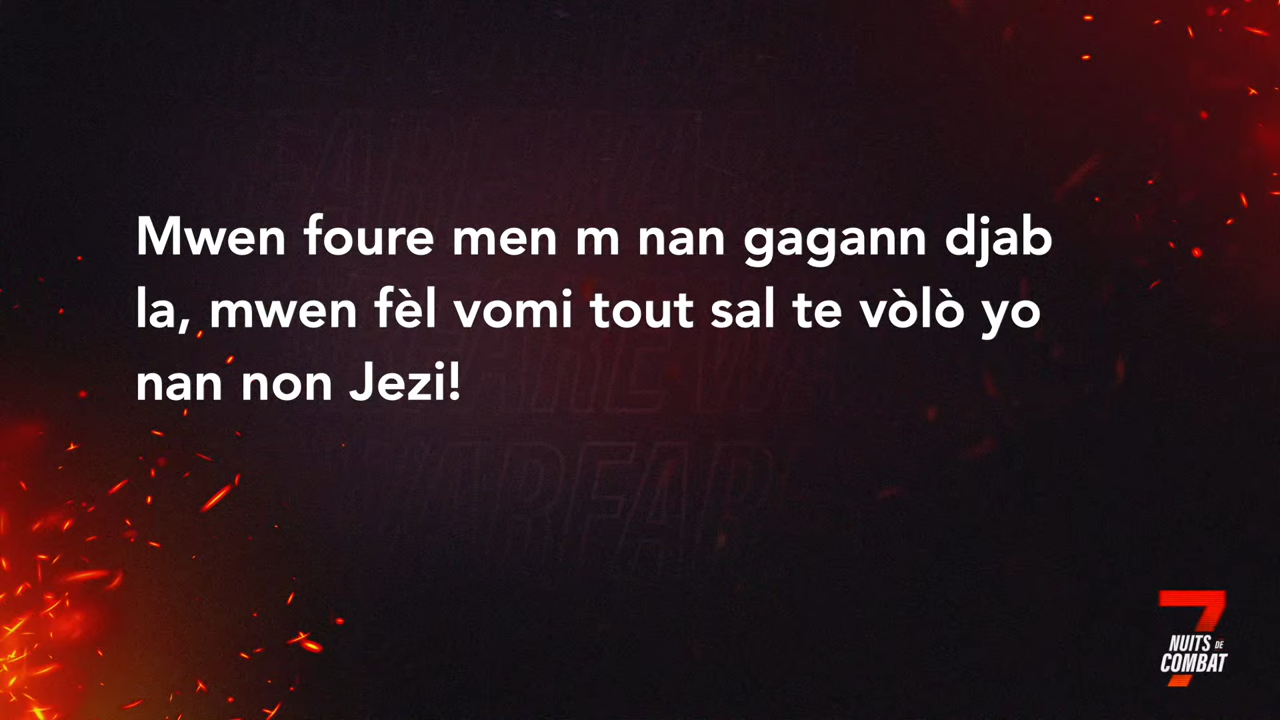 Mwen foure men m nan gagann djab
la, mwen fèl vomi tout sal te vòlò yo
nan non Jezi!
7
NUITS DE
COMBAT